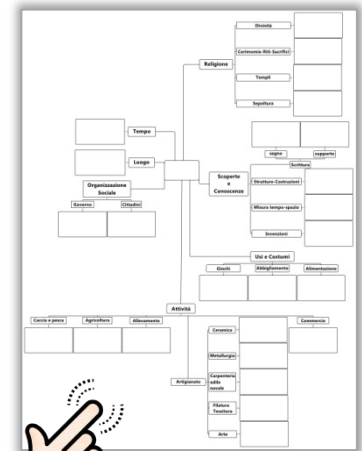 Divinità
Cerimonie-Riti-Sacrifici
Religione
Templi
Sepoltura
Tempo
Luogo
segno
supporto
Scrittura
Organizzazione
Sociale
Governo
Cittadini
Scoperte
e
Conoscenze
Strutture-Costruzioni
Misura tempo-spazio
Invenzioni
Usi e Costumi
Giochi
Abbigliamento
Alimentazione
Attività
Caccia e pesca
Agricoltura
Allevamento
Commercio
Ceramica
Metallurgia
Artigianato
Carpenteria
edile
navale
Filatura
Tessitura
Arte